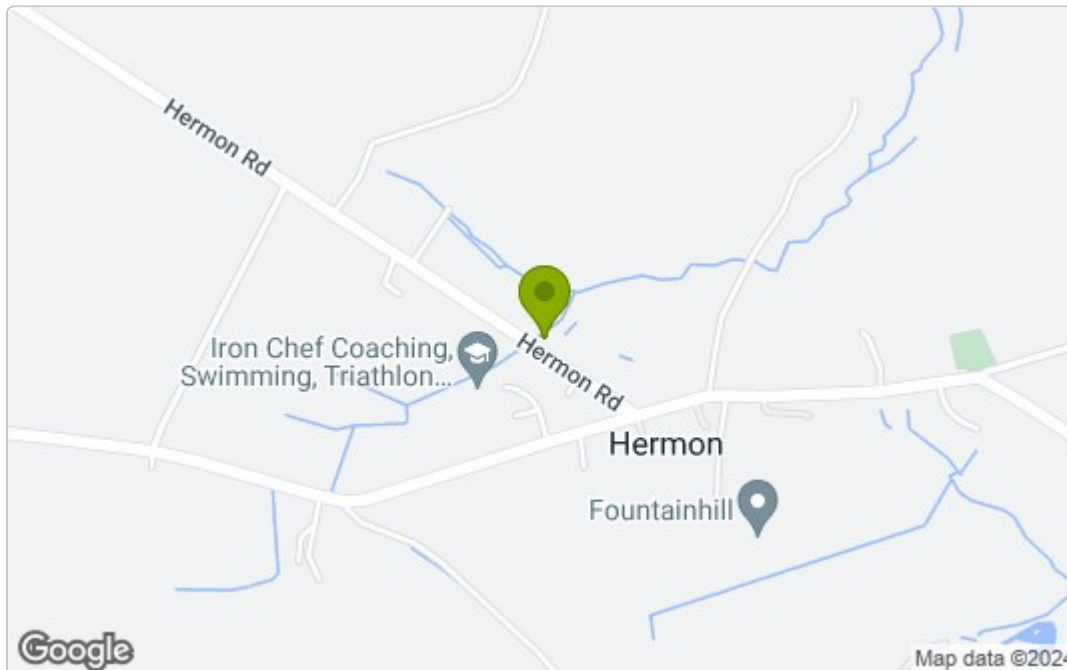 Hermon Rd
Iron Chef Coaching,
Swimming, Triathlon...
Hermon Rd
Hermon
Fountainhill
Google
Map data ©2024